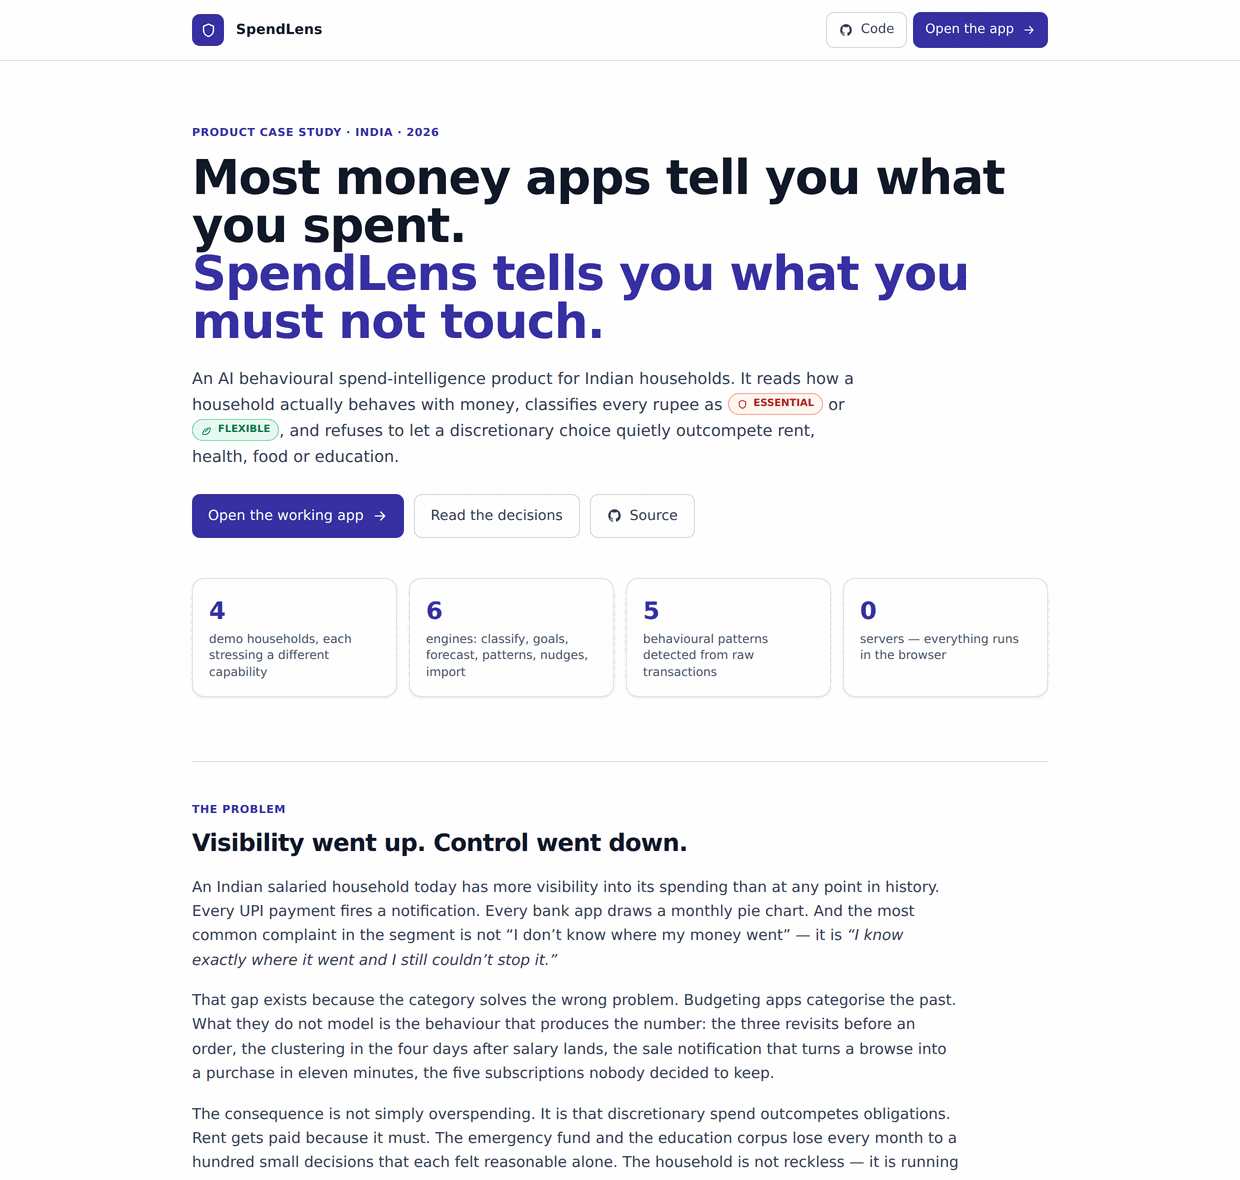 SpendLens
Code
Open the app →
PRODUCT CASE STUDY · INDIA · 2026
Most money apps tell you what
you spent.
SpendLens tells you what you
must not touch.
An AI behavioural spend-intelligence product for Indian households. It reads how a
household actually behaves with money, classifies every rupee as ESSENTIAL or
FLEXIBLE, and refuses to let a discretionary choice quietly outcompete rent,
health, food or education.
Open the working app →
Read the decisions
Source
4
demo households, each
stressing a different
capability
6
engines: classify, goals,
forecast, patterns, nudges,
import
5
behavioural patterns
detected from raw
transactions
0
servers — everything runs
in the browser
THE PROBLEM
Visibility went up. Control went down.
An Indian salaried household today has more visibility into its spending than at any point in history.
Every UPI payment fires a notification. Every bank app draws a monthly pie chart. And the most
common complaint in the segment is not “I don’t know where my money went” — it is “I know
exactly where it went and I still couldn’t stop it.”
That gap exists because the category solves the wrong problem. Budgeting apps categorise the past.
What they do not model is the behaviour that produces the number: the three revisits before an
order, the clustering in the four days after salary lands, the sale notification that turns a browse into
a purchase in eleven minutes, the five subscriptions nobody decided to keep.
The consequence is not simply overspending. It is that discretionary spend outcompetes obligations.
Rent gets paid because it must. The emergency fund and the education corpus lose every month to a
hundred small decisions that each felt reasonable alone. The household is not reckless — it is running